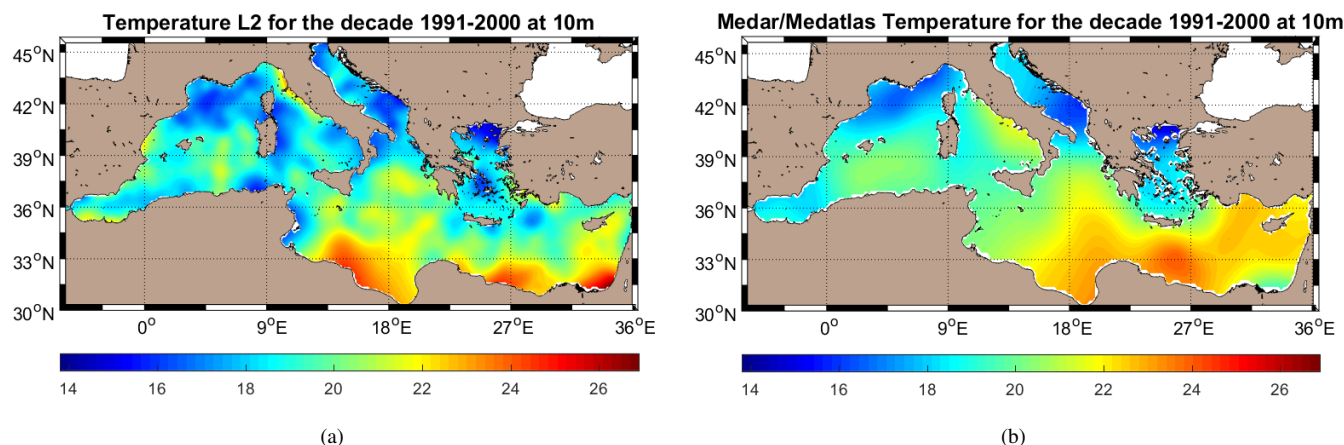 Temperature L2 for the decade 1991-2000 at 10m
45°N
42°N
39°N
36°N
33°N
30°N
0°
9°E
18°E
27°E
36°E
14 16 18 20 22 24 26
(a)
Medar/Medatlas Temperature for the decade 1991-2000 at 10m
45°N
42°N
39°N
36°N
33°N
30°N
0°
9°E
18°E
27°E
36°E
14 16 18 20 22 24 26
(b)